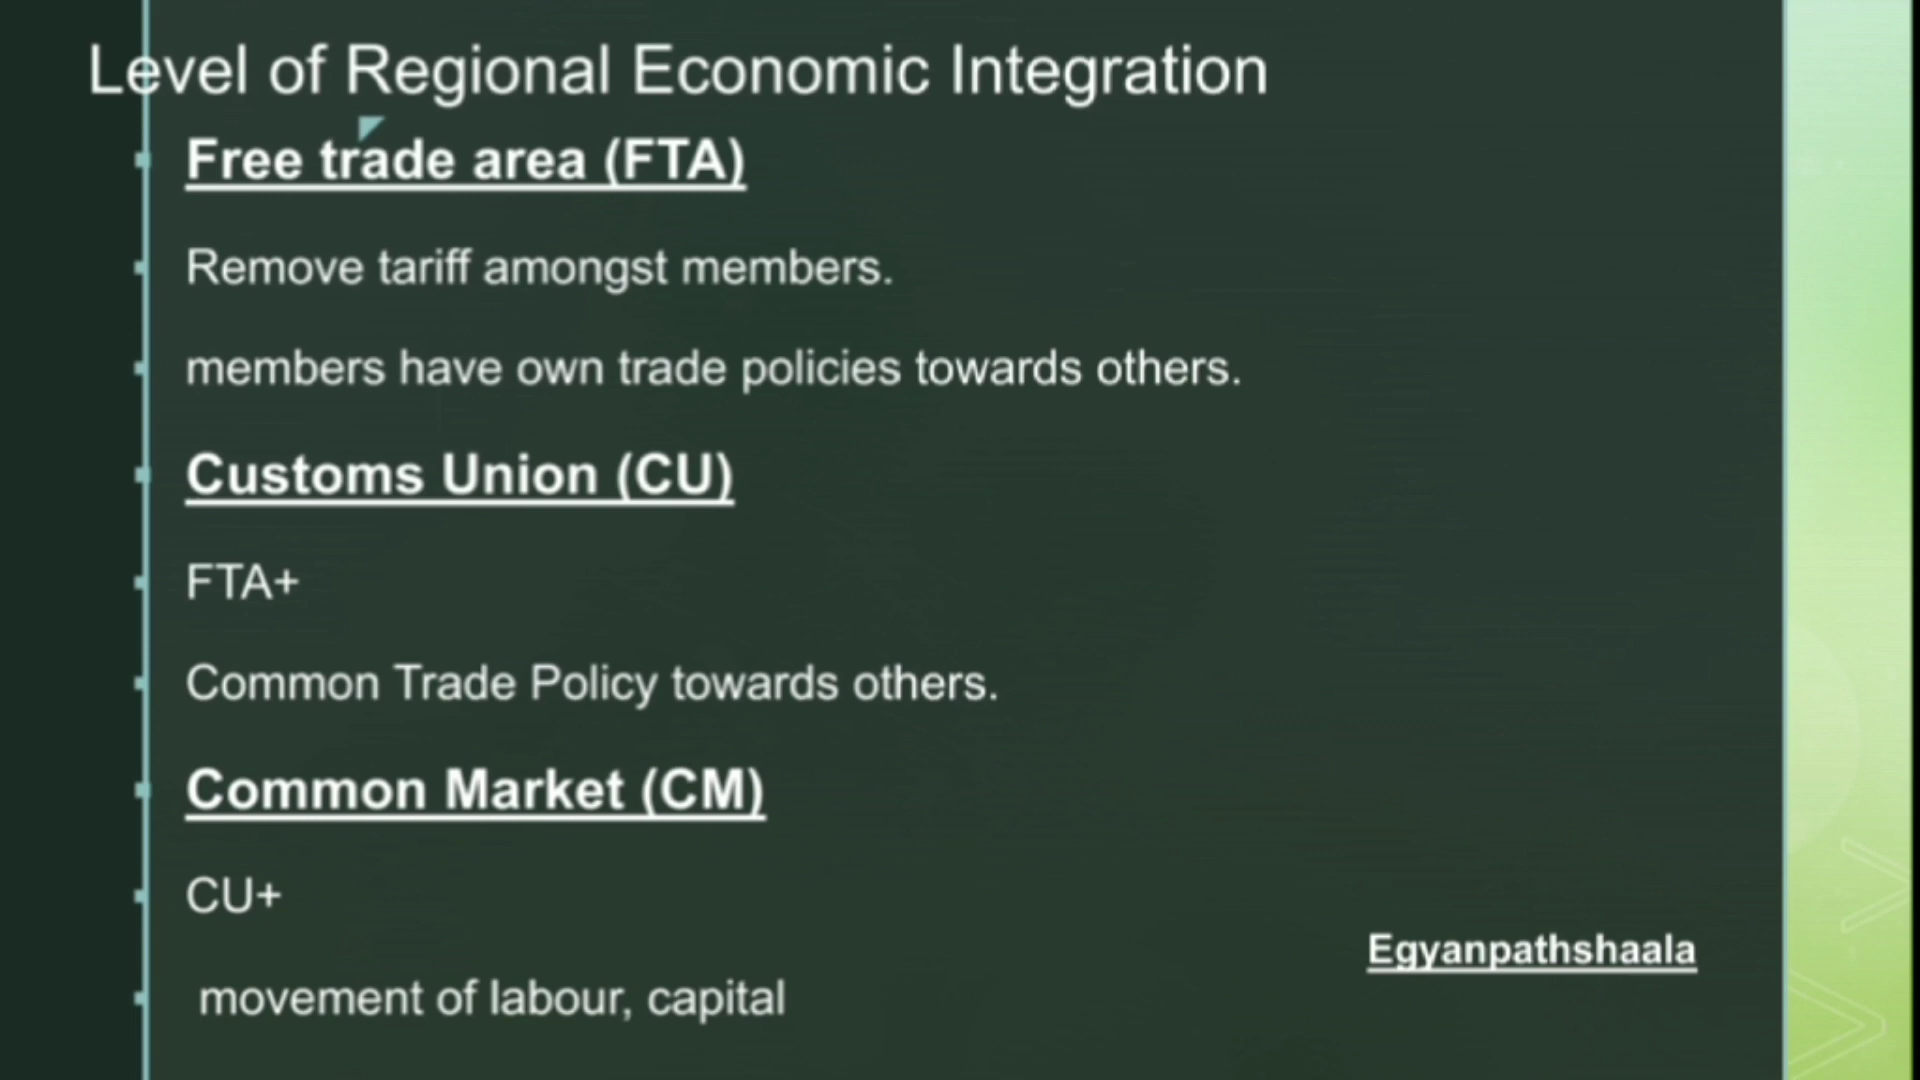 Level of Regional Economic Integration
Free trade area (FTA)
Remove tariff amongst members.
members have own trade policies towards others.
Customs Union (CU)
FTA+
Common Trade Policy towards others.
Common Market (CM)
CU+
movement of labour, capital
Egyanpathshaala